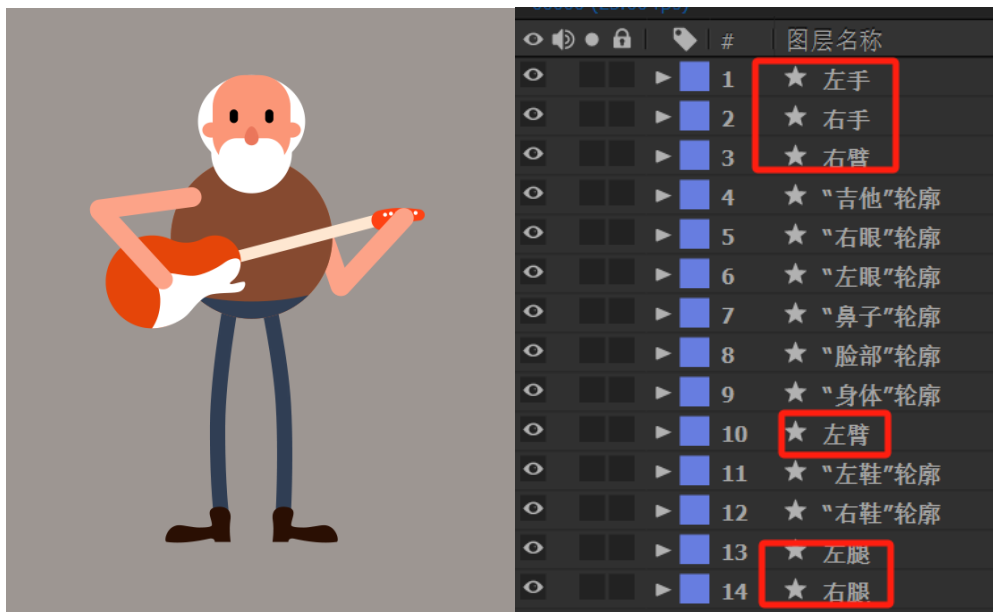 # 图层名称
1 左手
2 右手
3 右臂
4 “吉他”轮廓
5 “右眼”轮廓
6 “左眼”轮廓
7 “鼻子”轮廓
8 “脸部”轮廓
9 “身体”轮廓
10 左臂
11 “左鞋”轮廓
12 “右鞋”轮廓
13 左腿
14 右腿